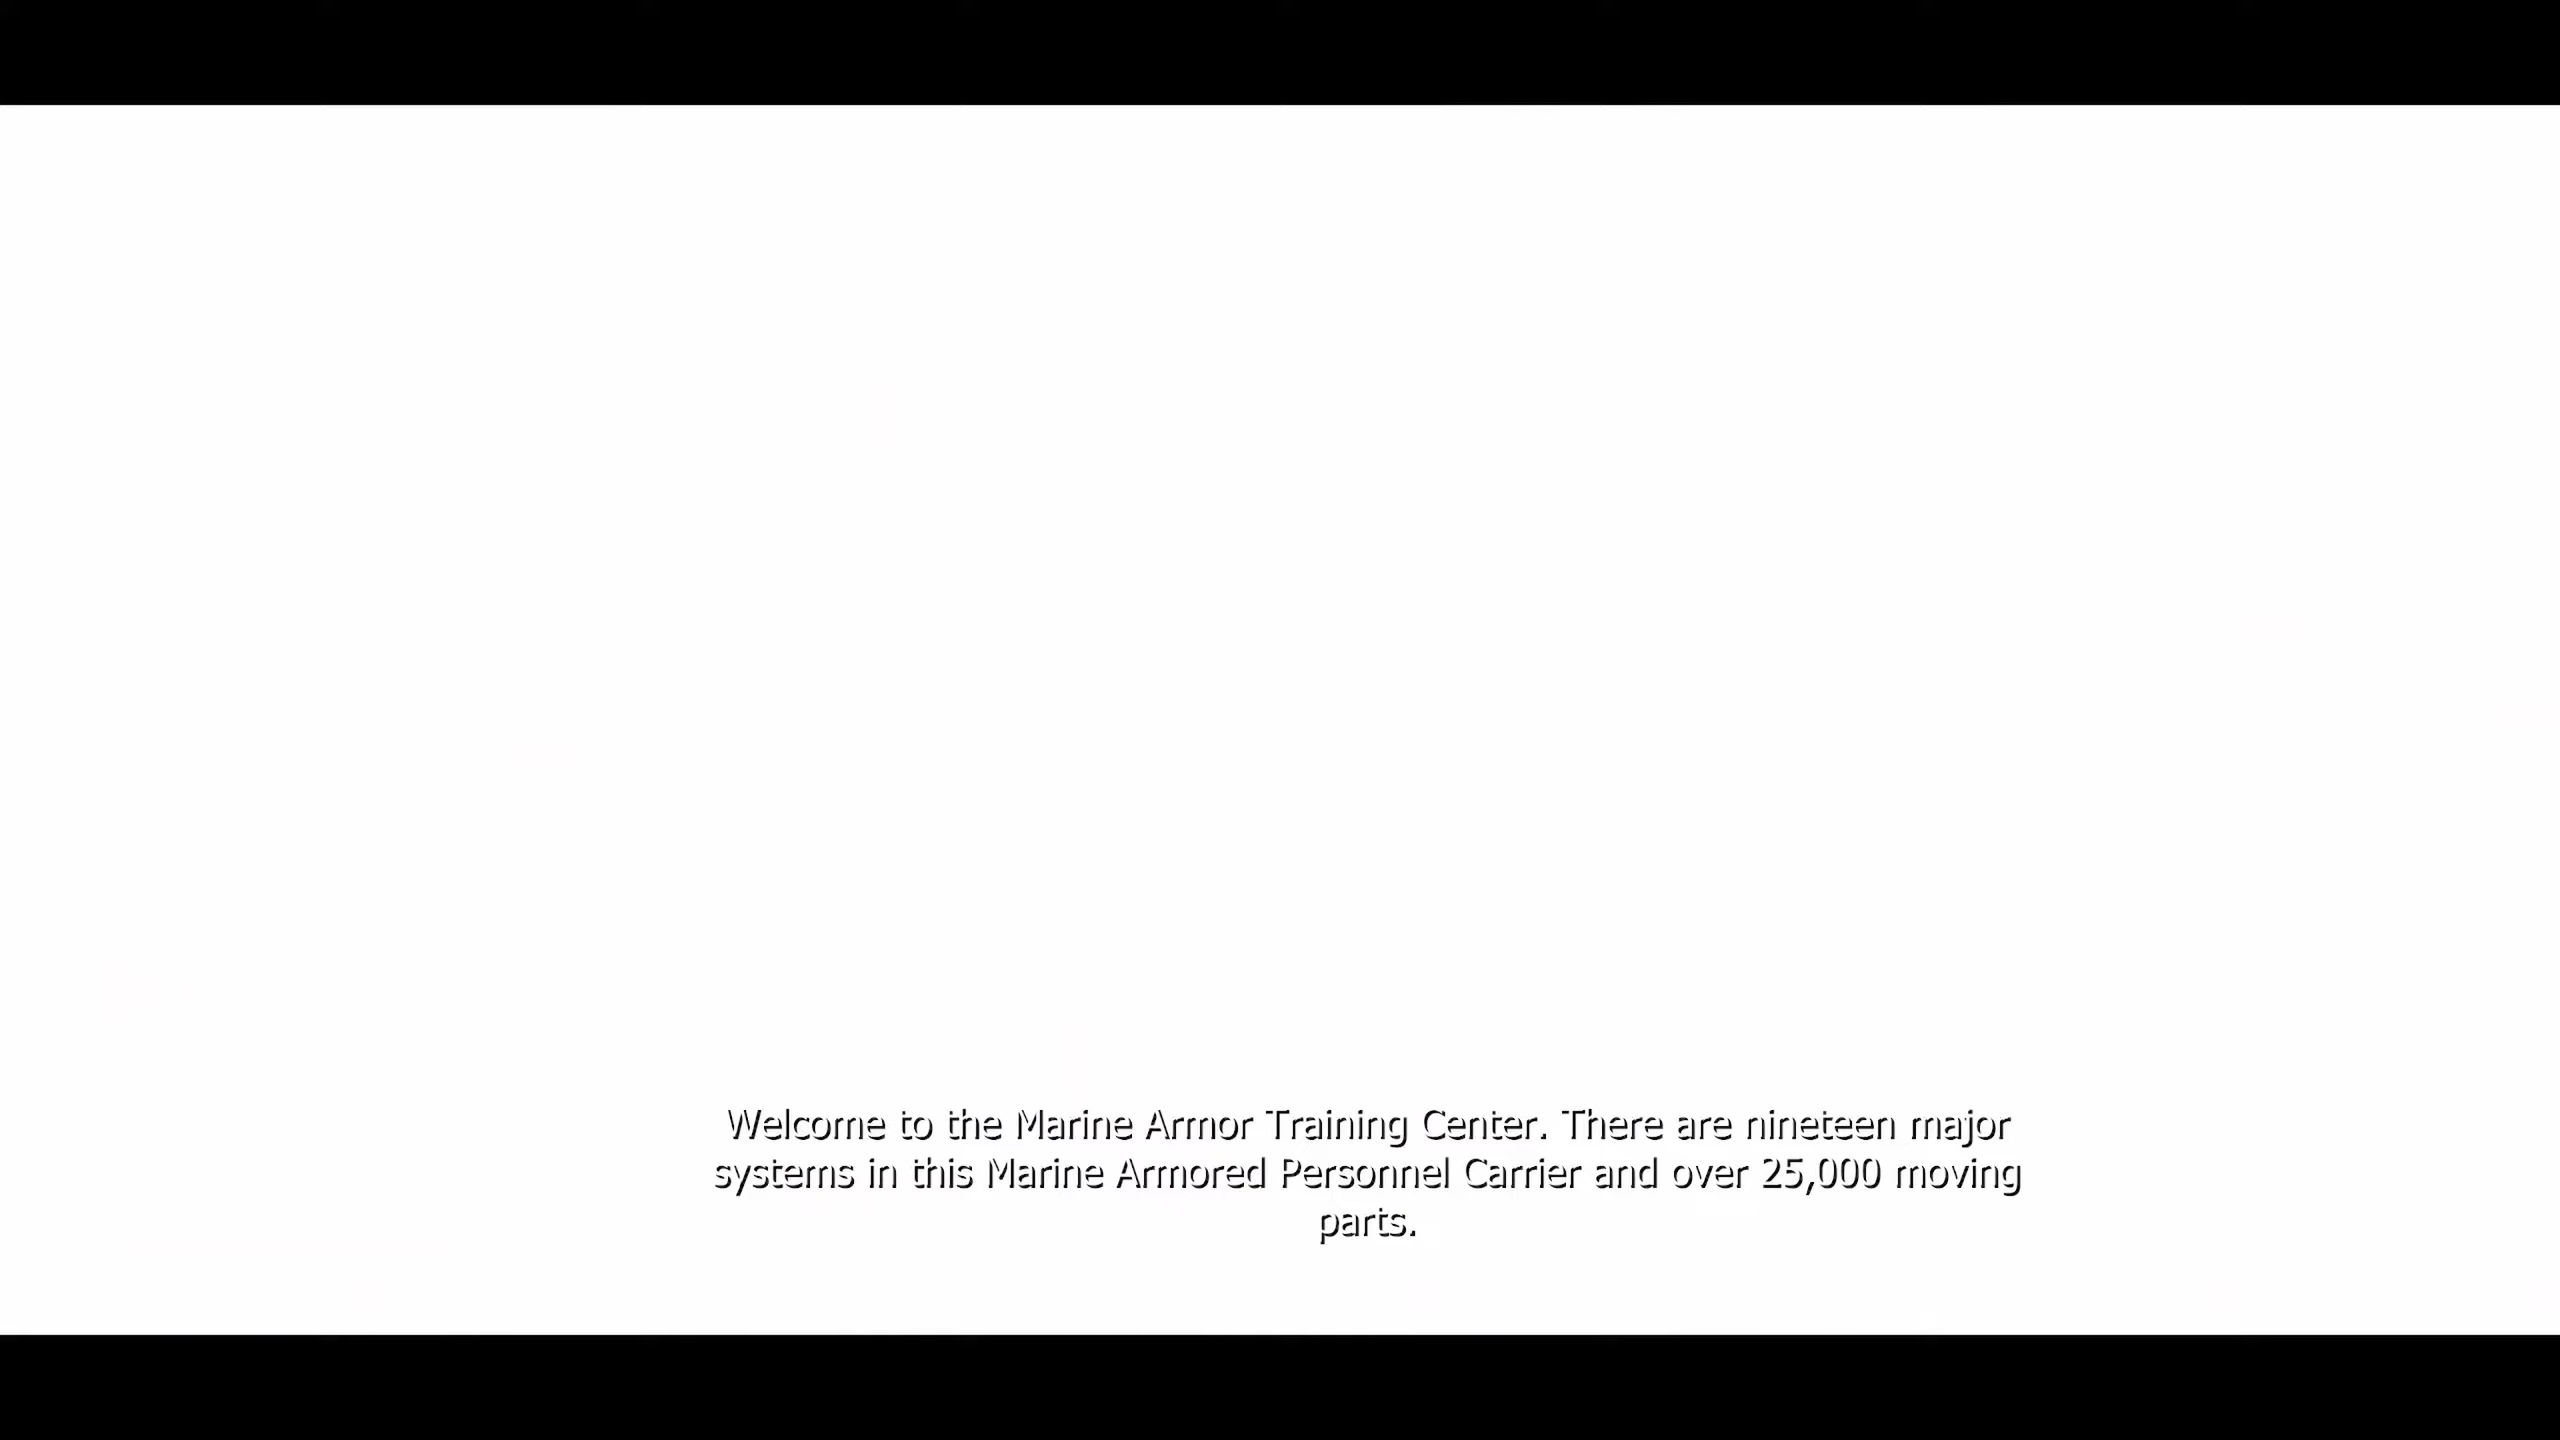 Welcome to the Marine Armor Training Center. There are nineteen major
systems in this Marine Armored Personnel Carrier and over 25,000 moving
parts.